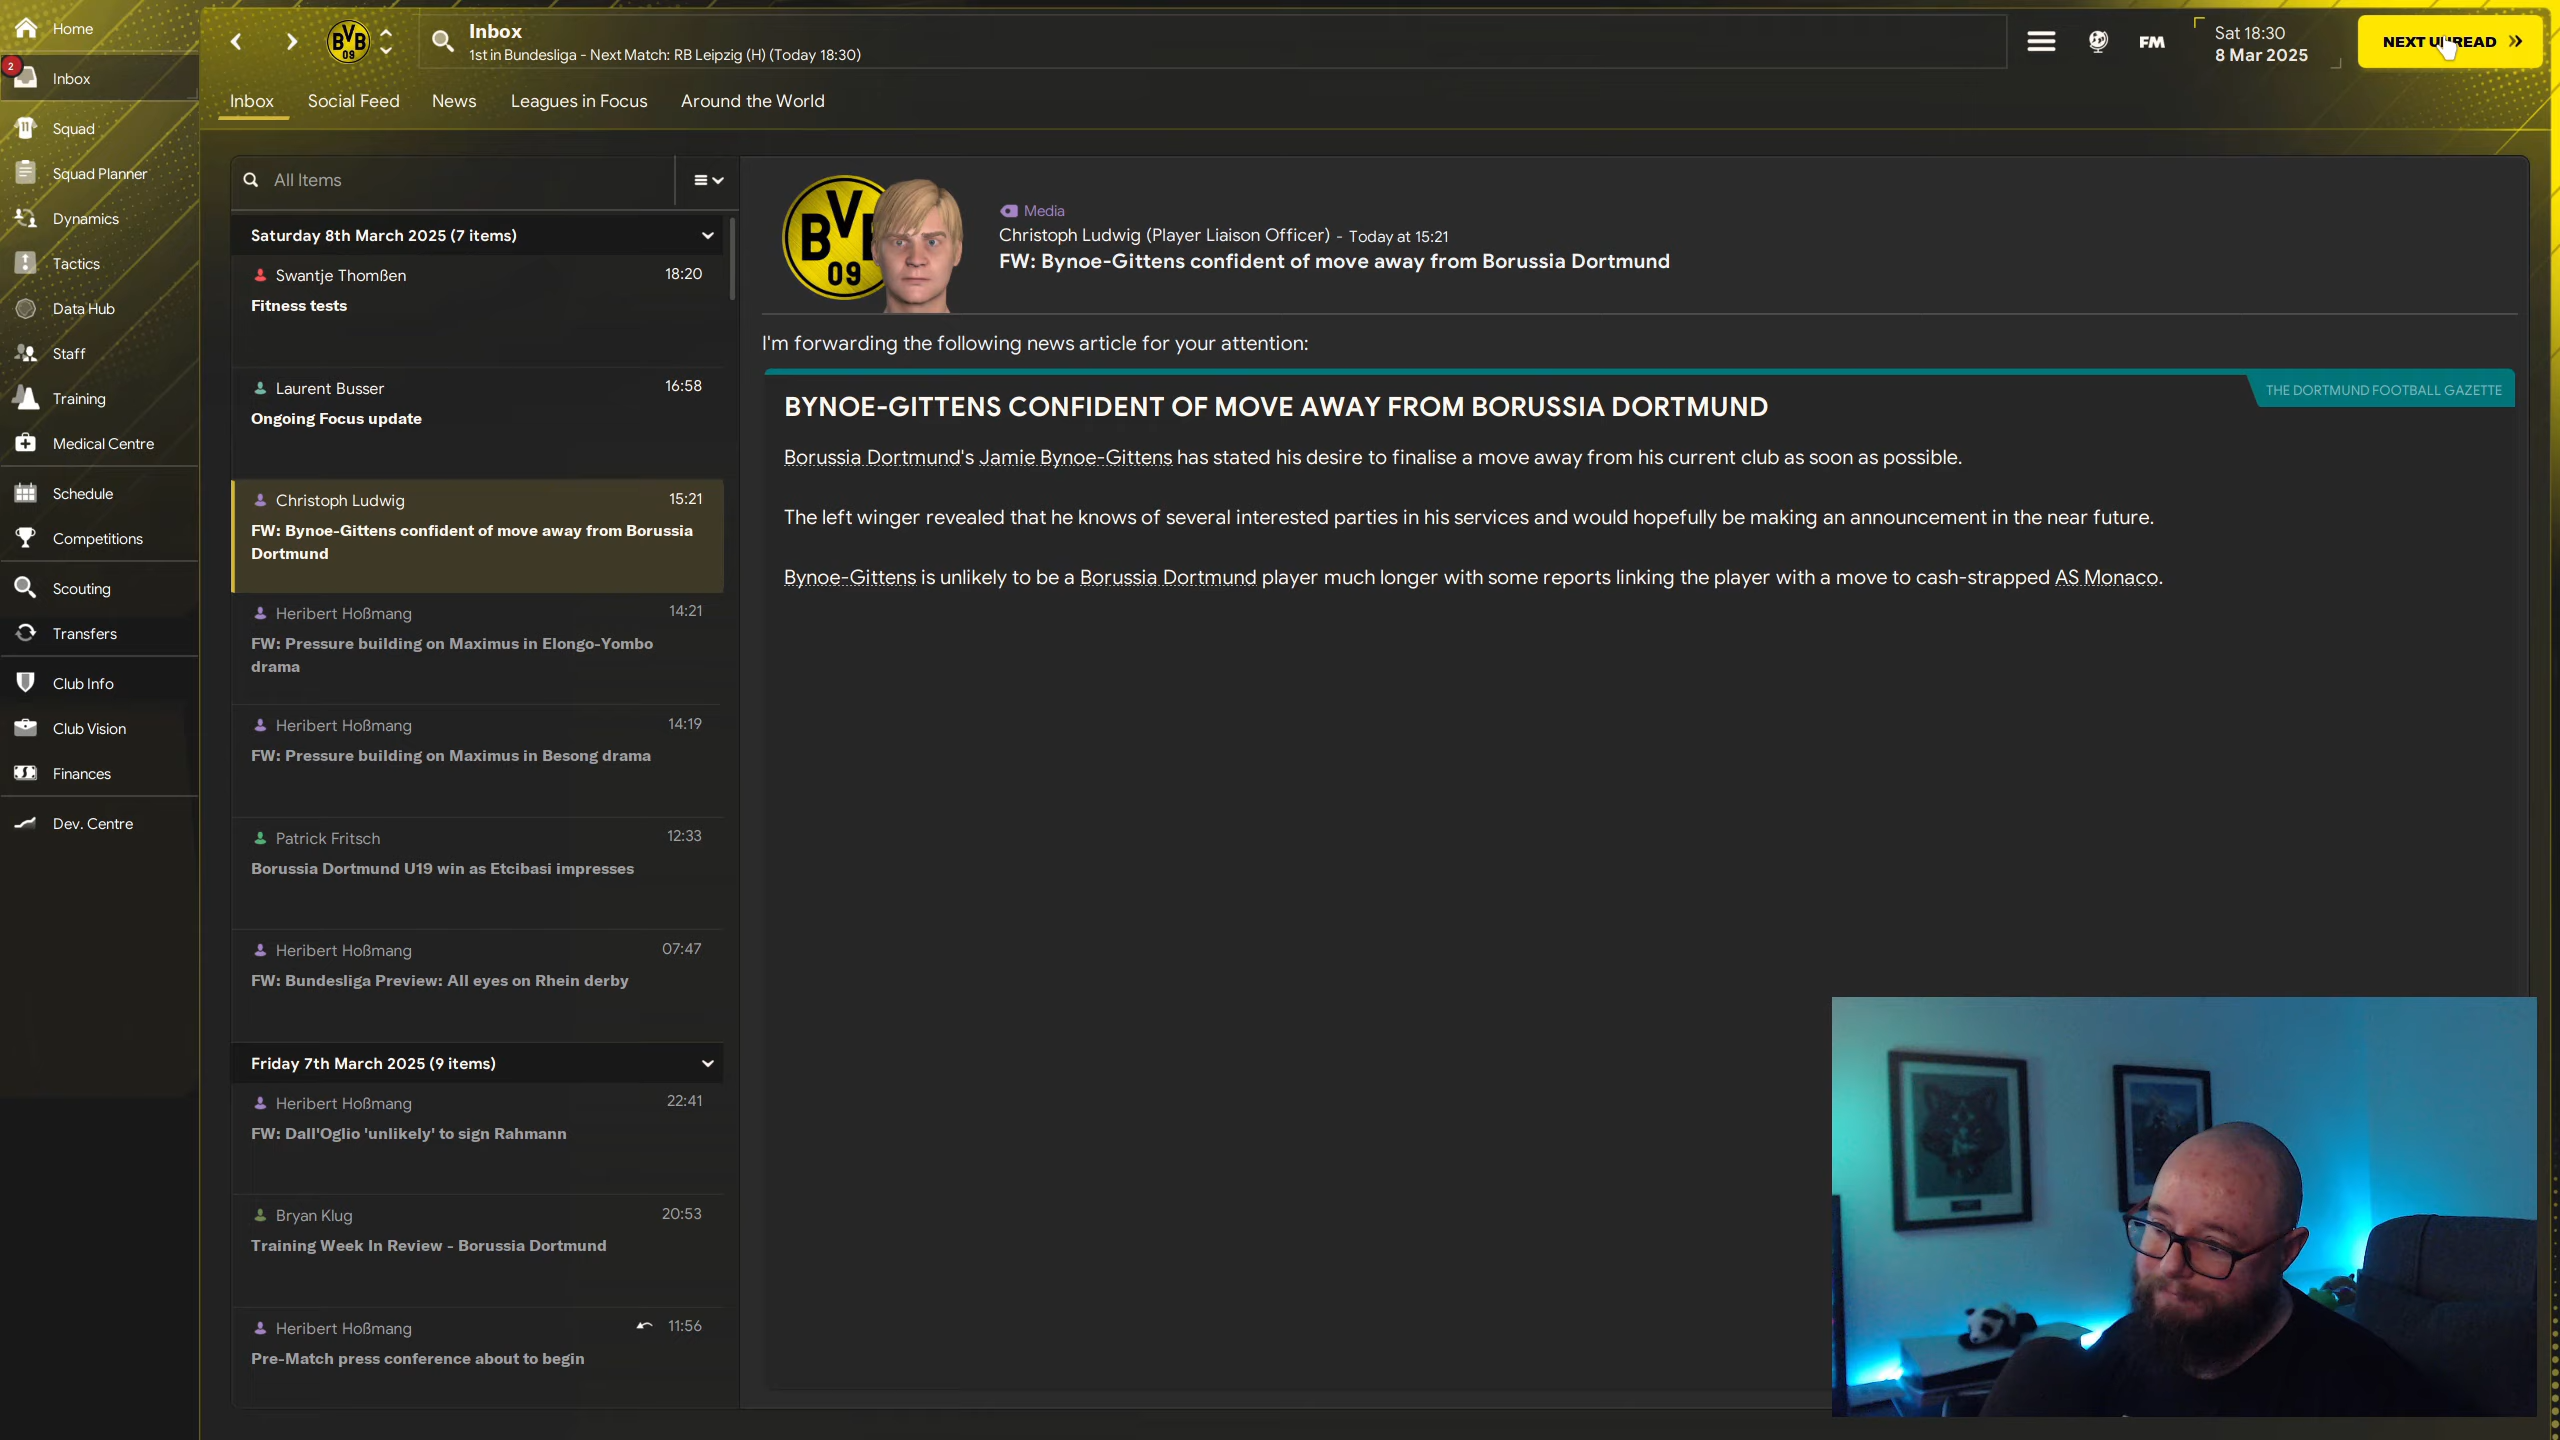 Home
2
Inbox
Squad
Squad Planner
Dynamics
Tactics
Data Hub
Staff
Training
Medical Centre
Schedule
Competitions
Scouting
Transfers
Club Info
Club Vision
Finances
Dev. Centre
BVB
09
Inbox
1st in Bundesliga - Next Match: RB Leipzig (H) (Today 18:30)
FM
Sat 18:30
8 Mar 2025
NEXT UNREAD
Inbox
Social Feed
News
Leagues in Focus
Around the World
All Items
Saturday 8th March 2025 (7 items)
Swantje Thomßen
18:20
Fitness tests
Laurent Busser
16:58
Ongoing Focus update
Christoph Ludwig
15:21
FW: Bynoe-Gittens confident of move away from Borussia
Dortmund
Heribert Hoßmang
14:21
FW: Pressure building on Maximus in Elongo-Yombo
drama
Heribert Hoßmang
14:19
FW: Pressure building on Maximus in Besong drama
Patrick Fritsch
12:33
Borussia Dortmund U19 win as Etcibasi impresses
Heribert Hoßmang
07:47
FW: Bundesliga Preview: All eyes on Rhein derby
Friday 7th March 2025 (9 items)
Heribert Hoßmang
22:41
FW: Dall'Oglio 'unlikely' to sign Rahmann
Bryan Klug
20:53
Training Week In Review - Borussia Dortmund
Heribert Hoßmang
11:56
Pre-Match press conference about to begin
BVB
09
Media
Christoph Ludwig (Player Liaison Officer) - Today at 15:21
FW: Bynoe-Gittens confident of move away from Borussia Dortmund
I'm forwarding the following news article for your attention:
THE DORTMUND FOOTBALL GAZETTE
BYNOE-GITTENS CONFIDENT OF MOVE AWAY FROM BORUSSIA DORTMUND
Borussia Dortmund's Jamie Bynoe-Gittens has stated his desire to finalise a move away from his current club as soon as possible.
The left winger revealed that he knows of several interested parties in his services and would hopefully be making an announcement in the near future.
Bynoe-Gittens is unlikely to be a Borussia Dortmund player much longer with some reports linking the player with a move to cash-strapped AS Monaco.